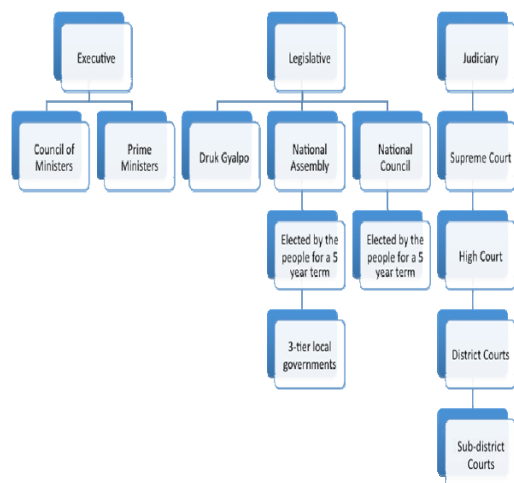 Executive
Legislative
Judiciary
Council of
Ministers
Prime
Ministers
Druk Gyalpo
National
Assembly
National
Council
Supreme Court
Elected by the
people for a 5
year term
Elected by the
people for a 5
year term
High Court
3-tier local
governments
District Courts
Sub-district
Courts